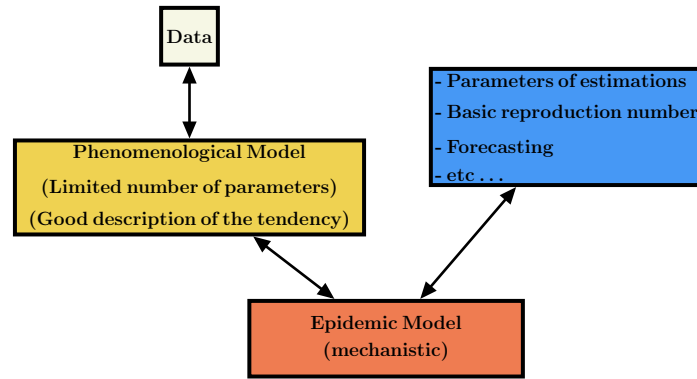 Data
Phenomenological Model
(Limited number of parameters)
(Good description of the tendency)
- Parameters of estimations
- Basic reproduction number
- Forecasting
- etc ...
Epidemic Model
(mechanistic)